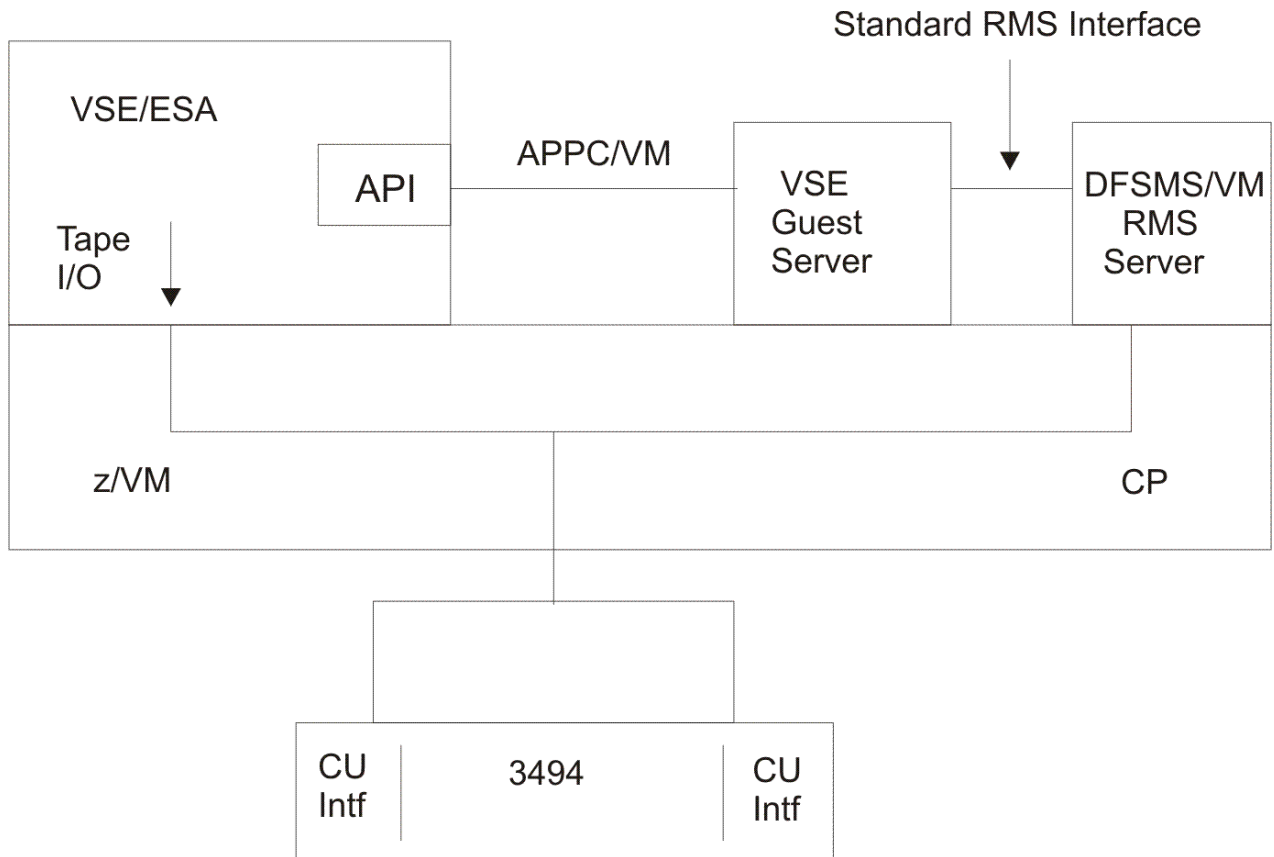 Standard RMS Interface
VSE/ESA
API
APPC/VM
VSE
Guest
Server
DFSMS/VM
RMS
Server
Tape
I/O
z/VM
CP
CU
Intf
3494
CU
Intf